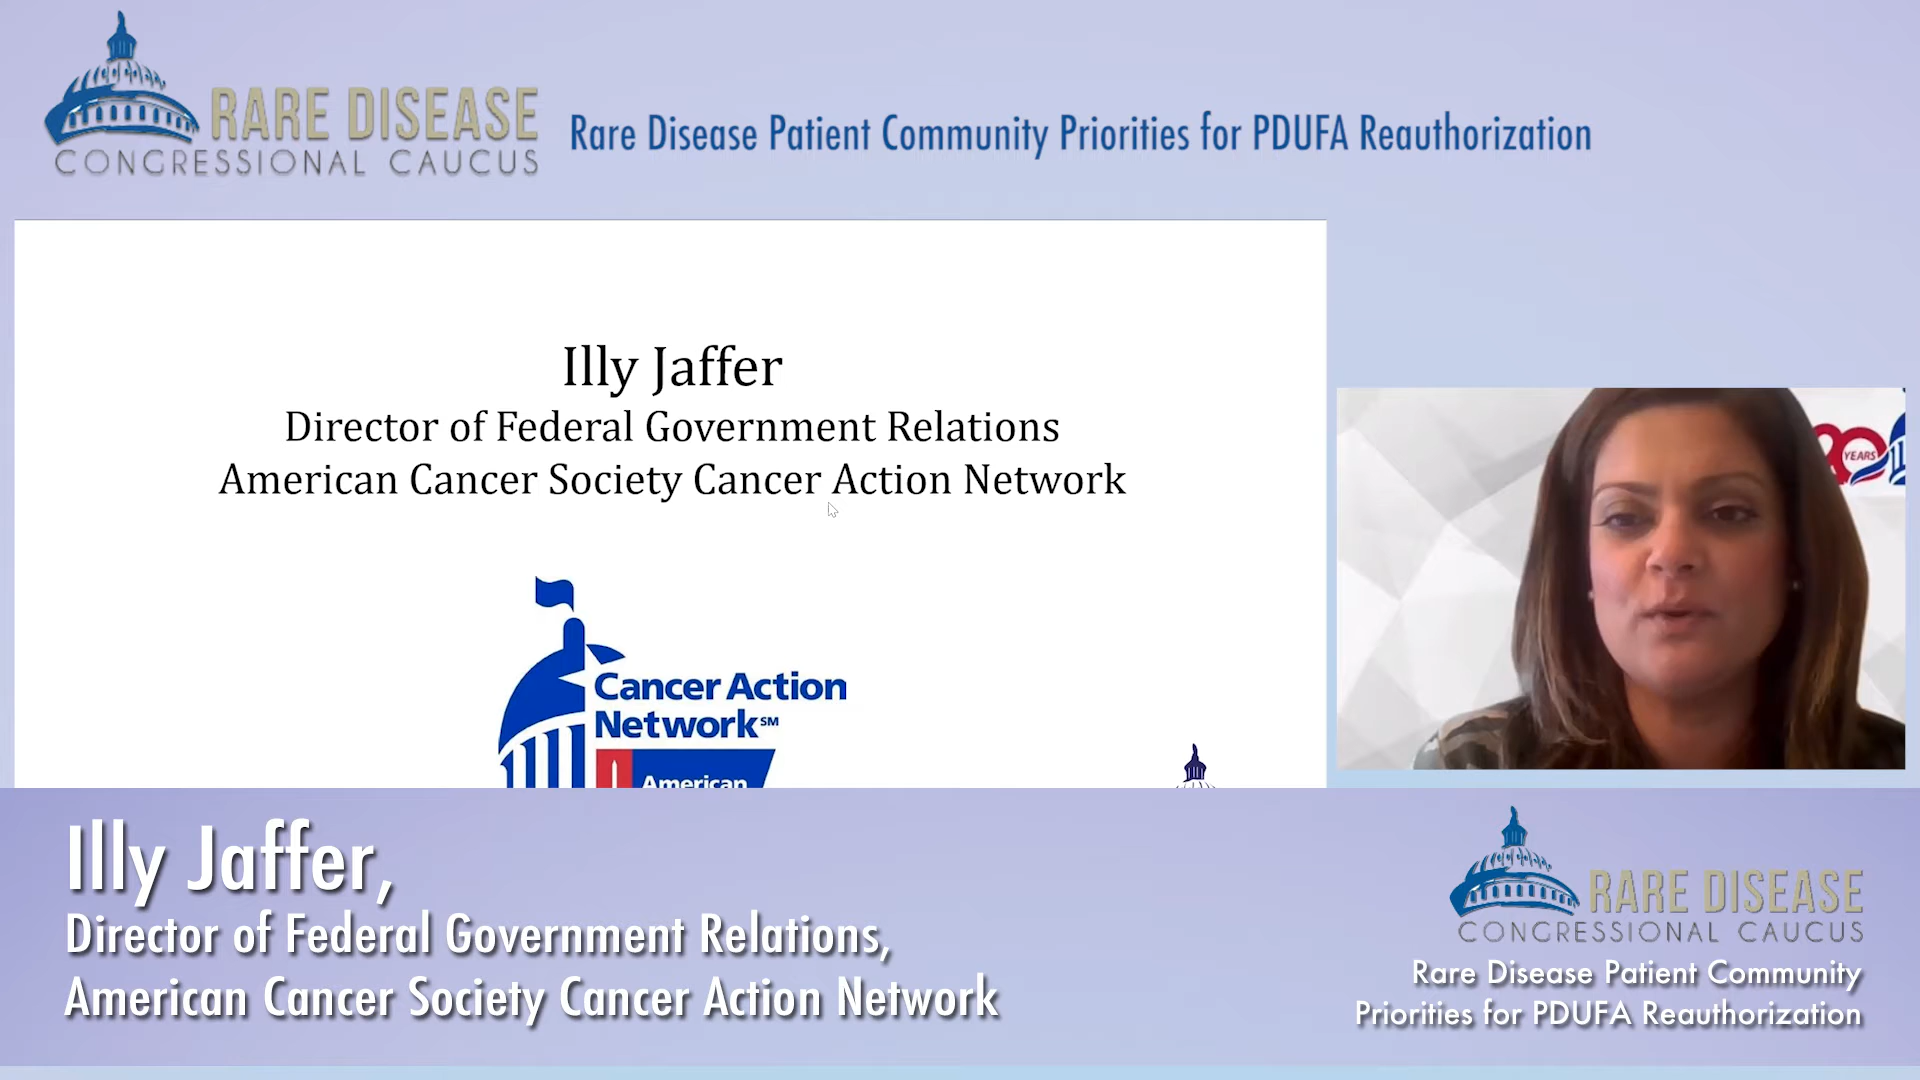 RARE DISEASE
CONGRESSIONAL CAUCUS
Rare Disease Patient Community Priorities for PDUFA Reauthorization
Illy Jaffer
Director of Federal Government Relations
American Cancer Society Cancer Action Network
Cancer Action
Network℠
American
YEARS
Illy Jaffer,
Director of Federal Government Relations,
American Cancer Society Cancer Action Network
RARE DISEASE
CONGRESSIONAL CAUCUS
Rare Disease Patient Community
Priorities for PDUFA Reauthorization